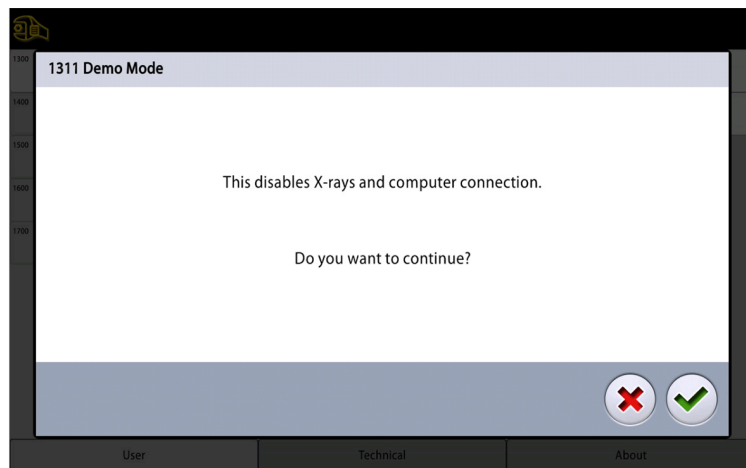 1300
1311 Demo Mode
1400
1500
This disables X-rays and computer connection.
1600
1700
Do you want to continue?
User
Technical
About